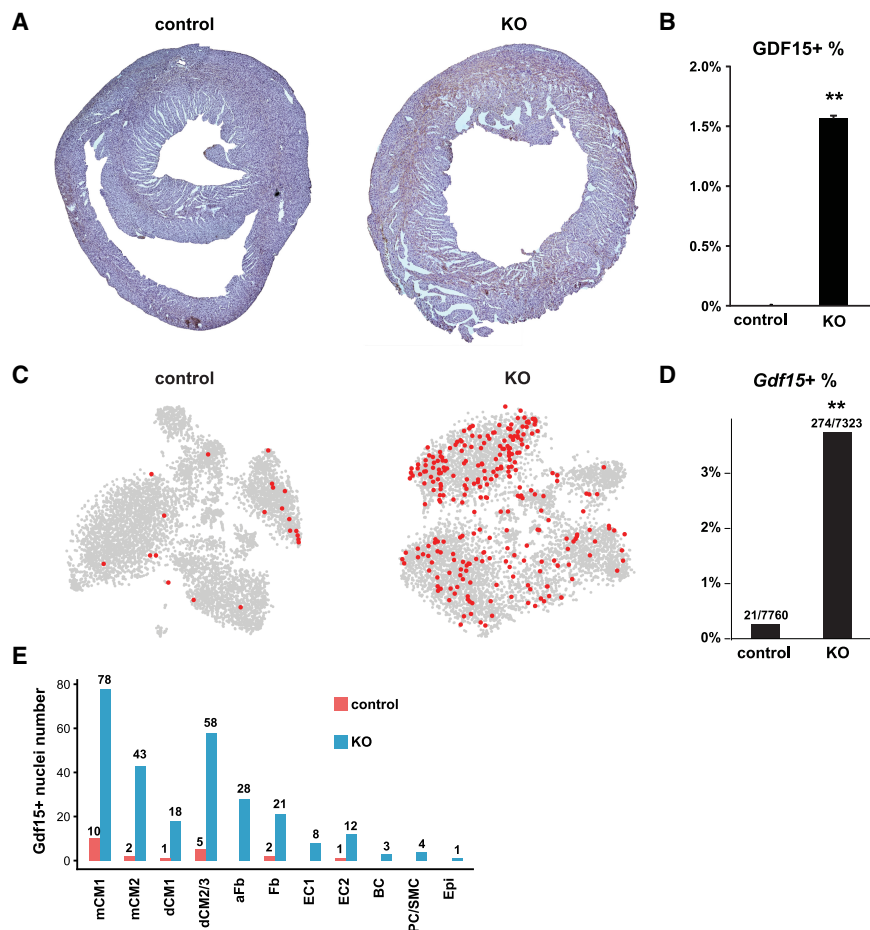 A
control
KO
B
GDF15+ %
2.0%
**
1.5%
1.0%
0.5%
0%
control
KO
C
control
KO
D
Gdf15+ %
**
274/7323
3%
2%
1%
21/7760
0%
control
KO
E
Gdf15+ nuclei number
80
60
40
20
0
control
KO
78
43
58
18
28
21
10
2
1
5
2
8
1
12
3
4
1
mCM1
mCM2
dCM1
dCM2/3
aFb
Fb
EC1
EC2
BC
PC/SMC
Epi